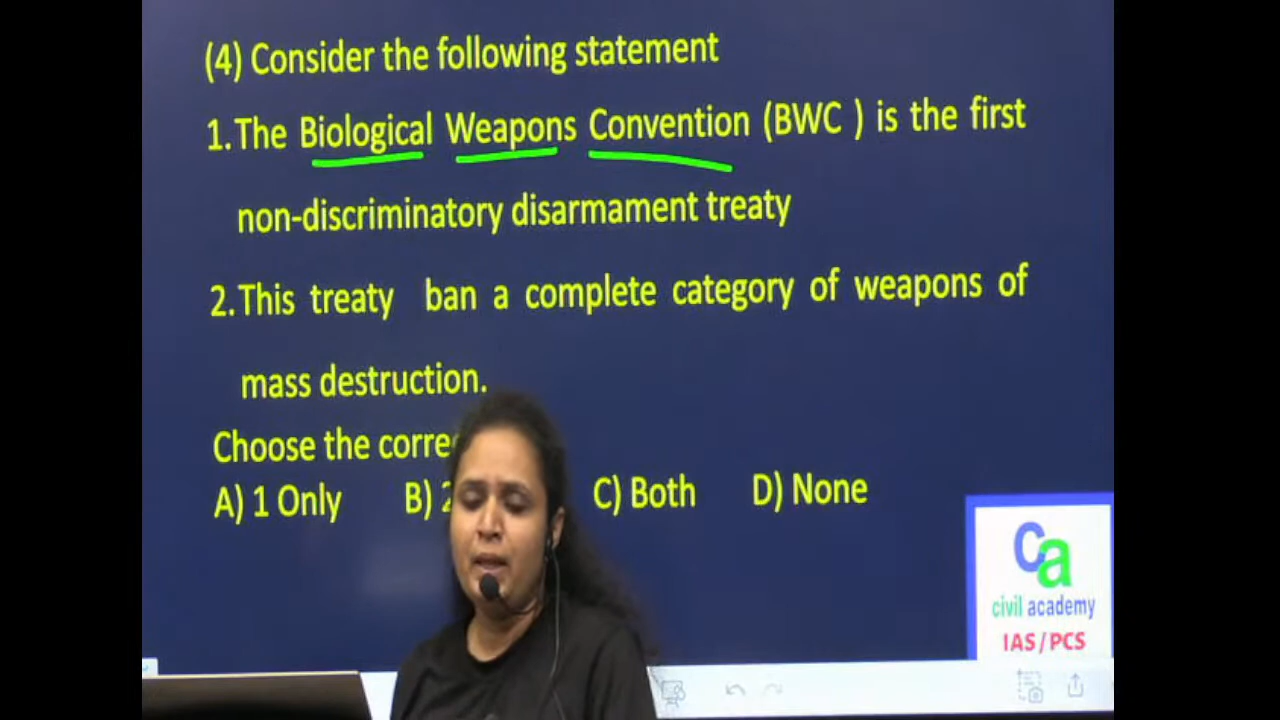 (4) Consider the following statement
1.The Biological Weapons Convention (BWC ) is the first
non-discriminatory disarmament treaty
2.This treaty ban a complete category of weapons of
mass destruction.
Choose the
A) 1 Only B) C) Both D) None
ca
civil academy
IAS/PCS